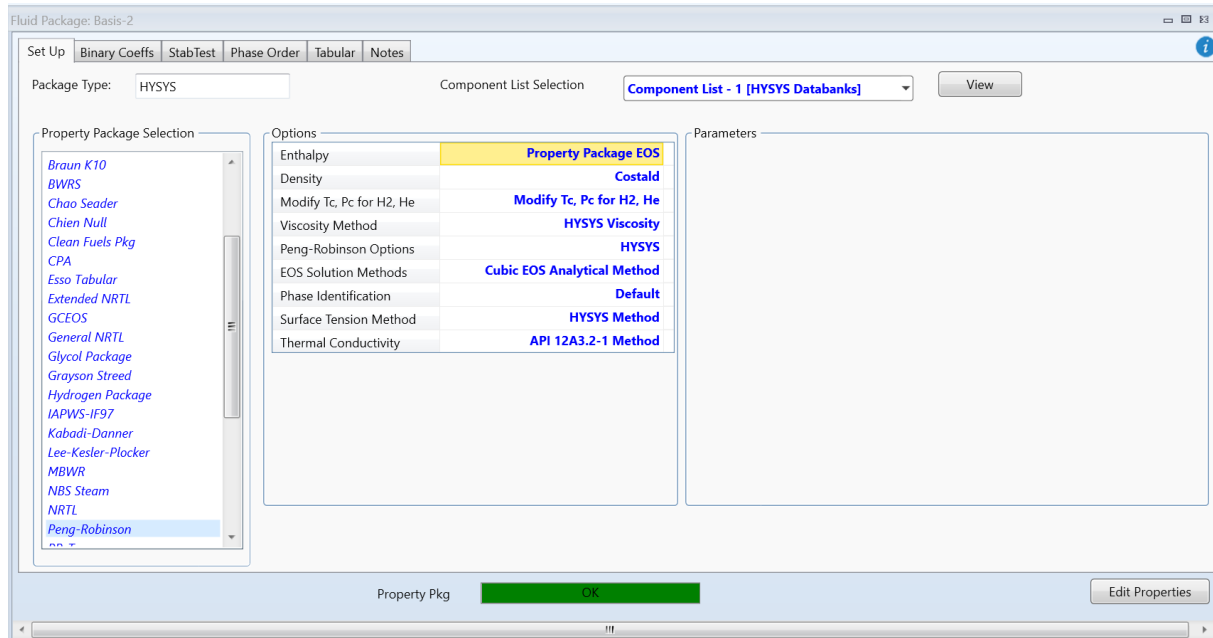 Fluid Package: Basis-2
Set Up Binary Coeffs StabTest Phase Order Tabular Notes
Package Type: HYSYS Component List Selection Component List - 1 [HYSYS Databanks] View
Property Package Selection
Braun K10
BWRS
Chao Seader
Chien Null
Clean Fuels Pkg
CPA
Esso Tabular
Extended NRTL
GCEOS
General NRTL
Glycol Package
Grayson Streed
Hydrogen Package
IAPWS-IF97
Kabadi-Danner
Lee-Kesler-Plocker
MBWR
NBS Steam
NRTL
Peng-Robinson
Options
Enthalpy Property Package EOS
Density Costald
Modify Tc, Pc for H2, He Modify Tc, Pc for H2, He
Viscosity Method HYSYS Viscosity
Peng-Robinson Options HYSYS
EOS Solution Methods Cubic EOS Analytical Method
Phase Identification Default
Surface Tension Method HYSYS Method
Thermal Conductivity API 12A3.2-1 Method
Parameters
Property Pkg OK Edit Properties